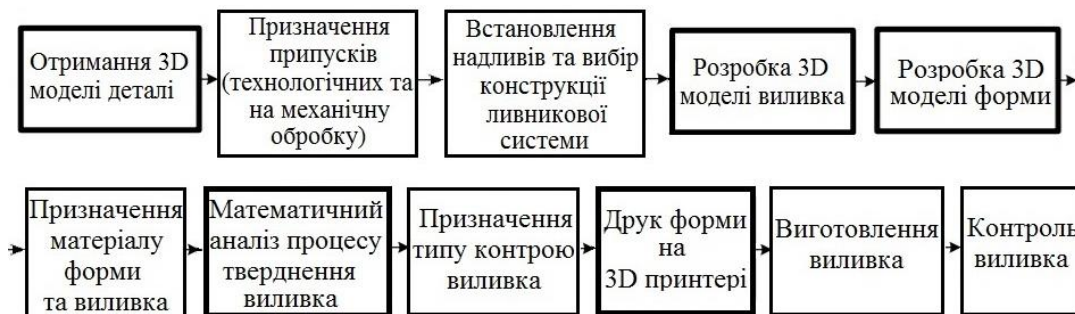 Отримання 3D
моделі деталі
Призначення
припусків
(технологічних та
на механічну
обробку)
Встановлення
надливів та вибір
конструкції
ливникової
системи
Розробка 3D
моделі виливка
Розробка 3D
моделі форми
Призначення
матеріалу
форми
та виливка
Математичний
аналіз процесу
тверднення
виливка
Призначення
типу контрою
виливка
Друк форми
на
3D принтері
Виготовлення
виливка
Контроль
виливка